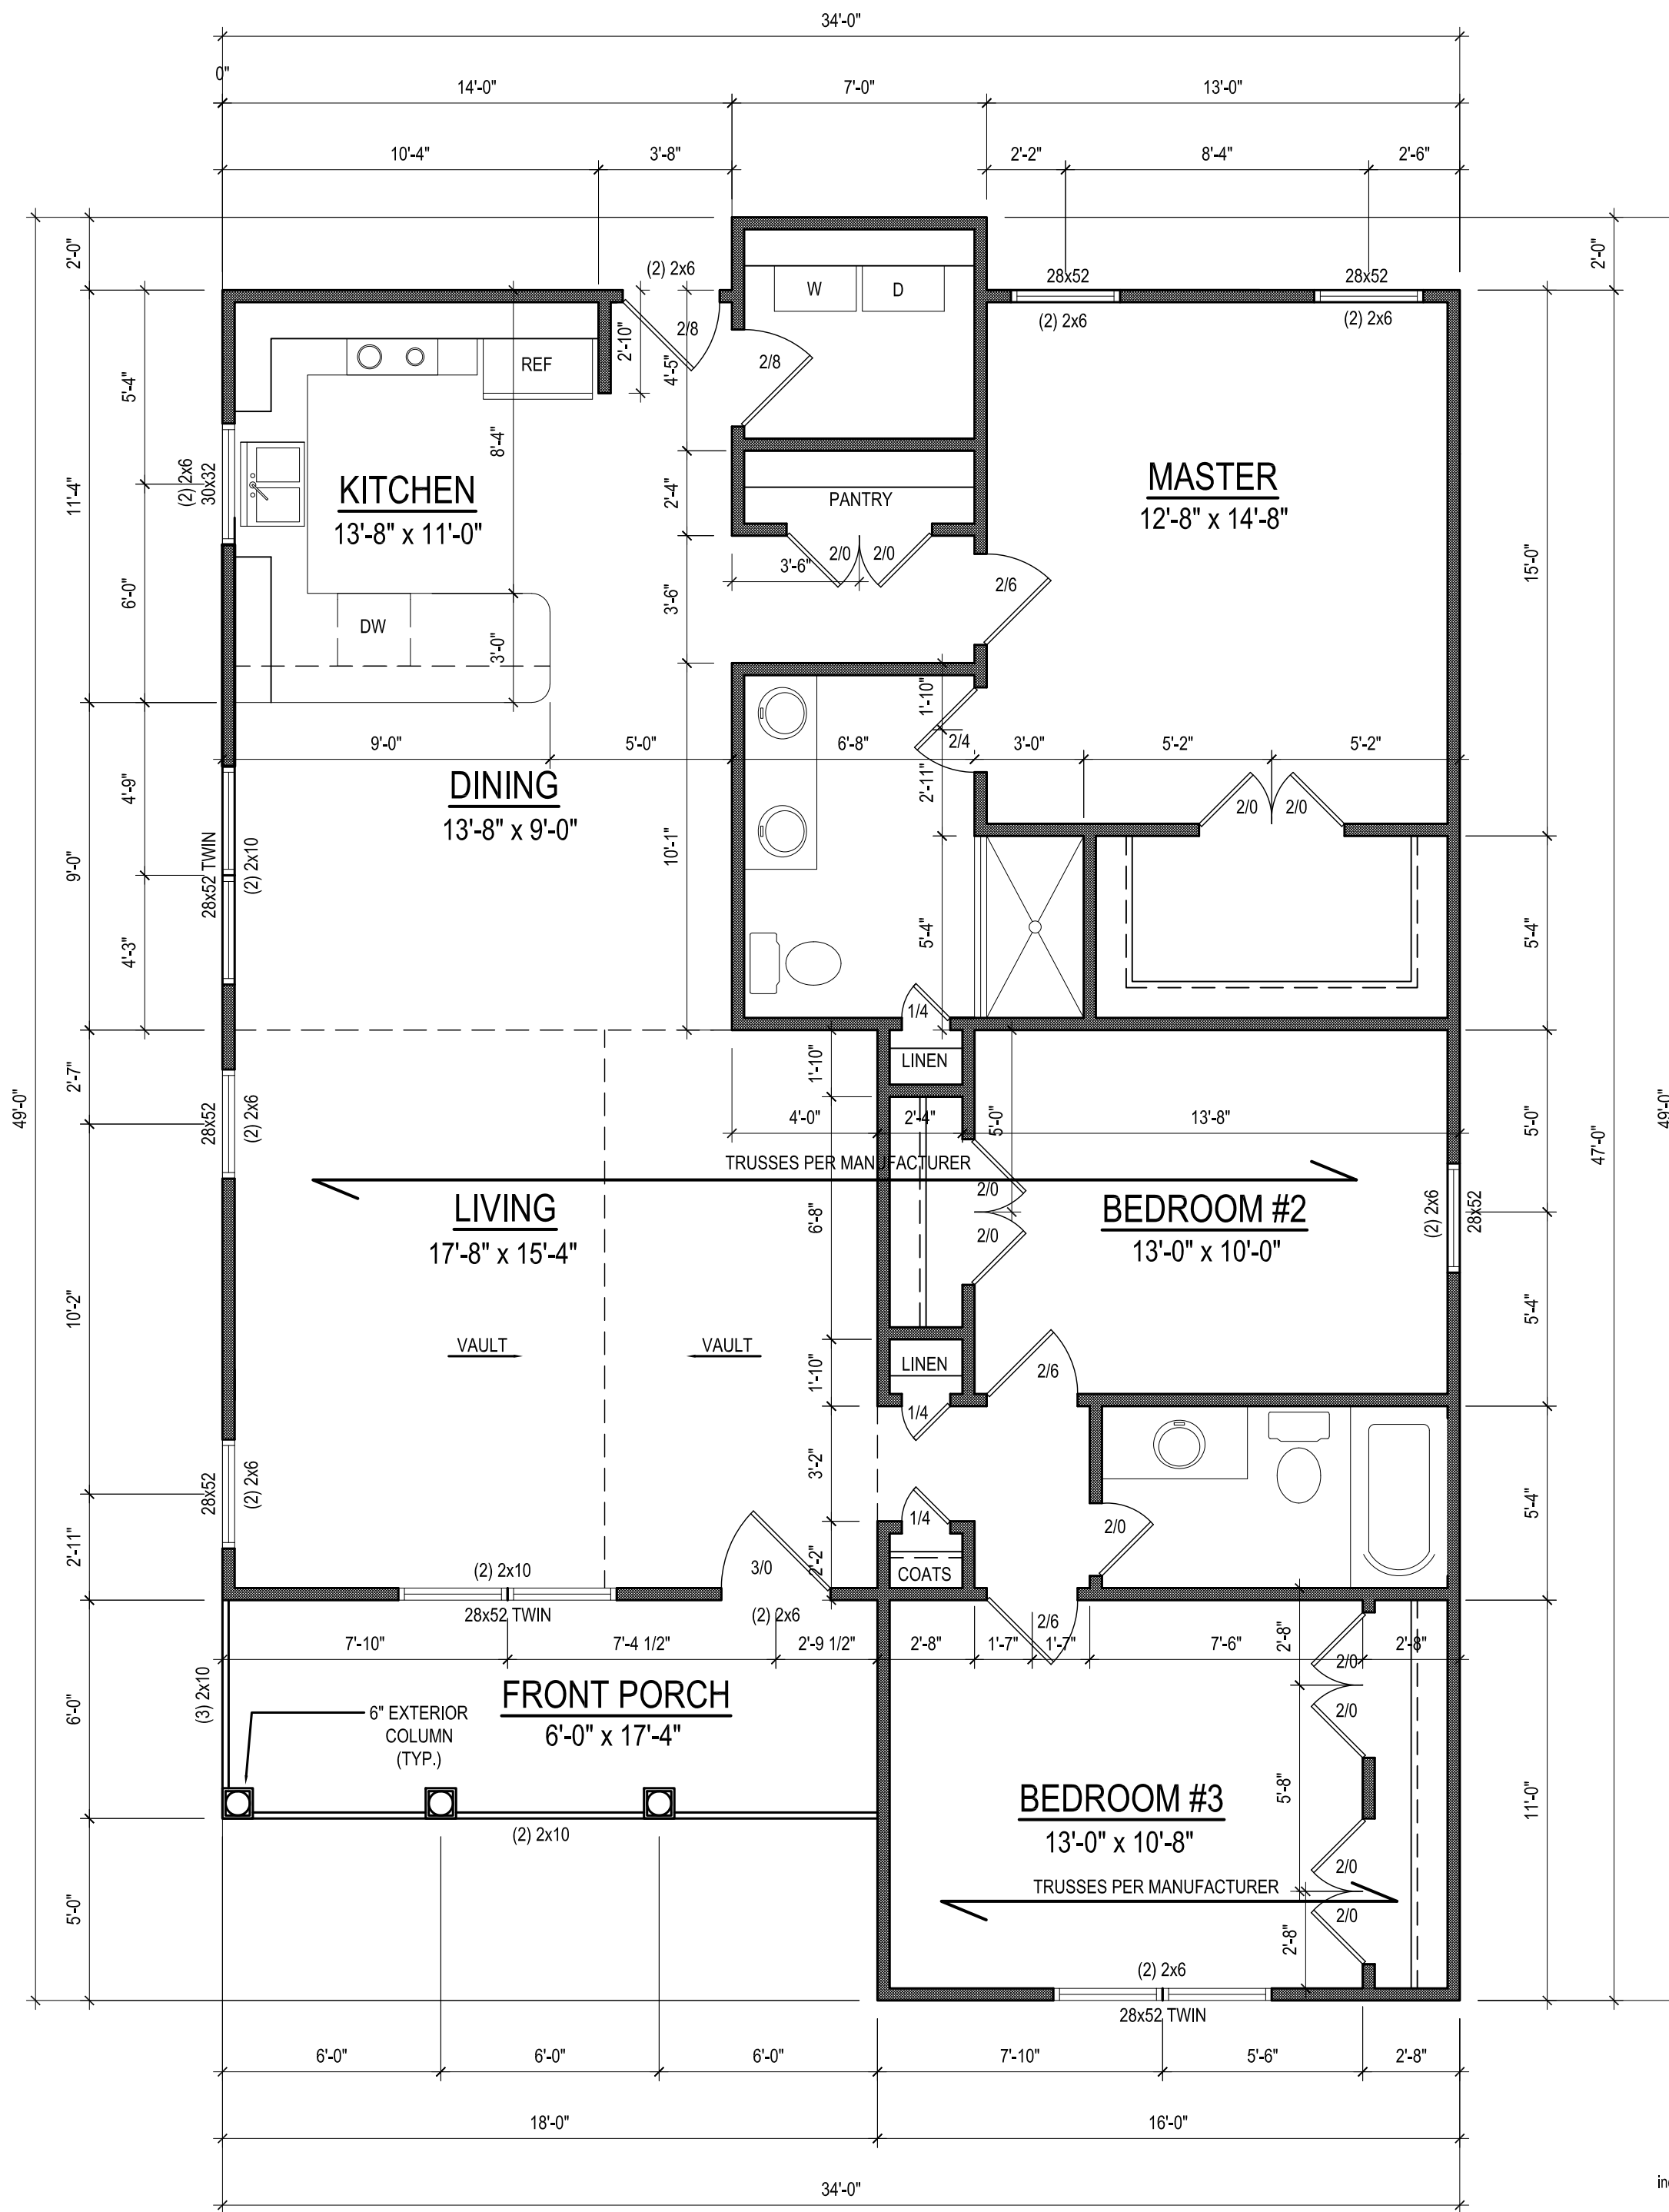 34'-0"
0"
14'-0"
7'-0"
13'-0"
10'-4"
3'-8"
2'-2"
8'-4"
2'-6"
2'-0"
2'-0"
(2) 2x6
28x52
28x52
W
D
(2) 2x6
(2) 2x6
2/8
2'-10"
4'-5"
2/8
REF
5'-4"
8'-4"
11'-4"
(2) 2x6
30x32
KITCHEN
13'-8" x 11'-0"
2'-4"
PANTRY
MASTER
12'-8" x 14'-8"
2/0
2/0
3'-6"
2/6
15'-0"
6'-0"
3'-6"
DW
3'-0"
1'-10"
9'-0"
5'-0"
6'-8"
2/4
3'-0"
5'-2"
5'-2"
2'-11"
4'-9"
DINING
13'-8" x 9'-0"
2/0
2/0
10'-1"
9'-0"
28x52 TWIN
(2) 2x10
4'-3"
5'-4"
5'-4"
1/4
LINEN
1'-10"
2'-7"
49'-0"
28x52
(2) 2x6
4'-0"
2'-4"
5'-0"
13'-8"
5'-0"
47'-0"
49'-0"
TRUSSES PER MANUFACTURER
2/0
2/0
6'-8"
LIVING
17'-8" x 15'-4"
BEDROOM #2
13'-0" x 10'-0"
(2) 2x6
28x52
10'-2"
VAULT
VAULT
5'-4"
1'-10"
LINEN
2/6
1/4
3'-2"
28x52
(2) 2x6
5'-4"
1/4
2/0
2'-11"
(2) 2x10
3/0
2'-2"
COATS
28x52 TWIN
(2) 2x6
2/6
7'-10"
7'-4 1/2"
2'-9 1/2"
2'-8"
1'-7"
1'-7"
7'-6"
2'-8"
2'-8"
2/0
6'-0"
(3) 2x10
6" EXTERIOR
COLUMN
(TYP.)
FRONT PORCH
6'-0" x 17'-4"
2/0
5'-8"
BEDROOM #3
13'-0" x 10'-8"
11'-0"
(2) 2x10
2/0
TRUSSES PER MANUFACTURER
5'-0"
2/0
2'-8"
(2) 2x6
28x52 TWIN
6'-0"
6'-0"
6'-0"
7'-10"
5'-6"
2'-8"
18'-0"
16'-0"
34'-0"